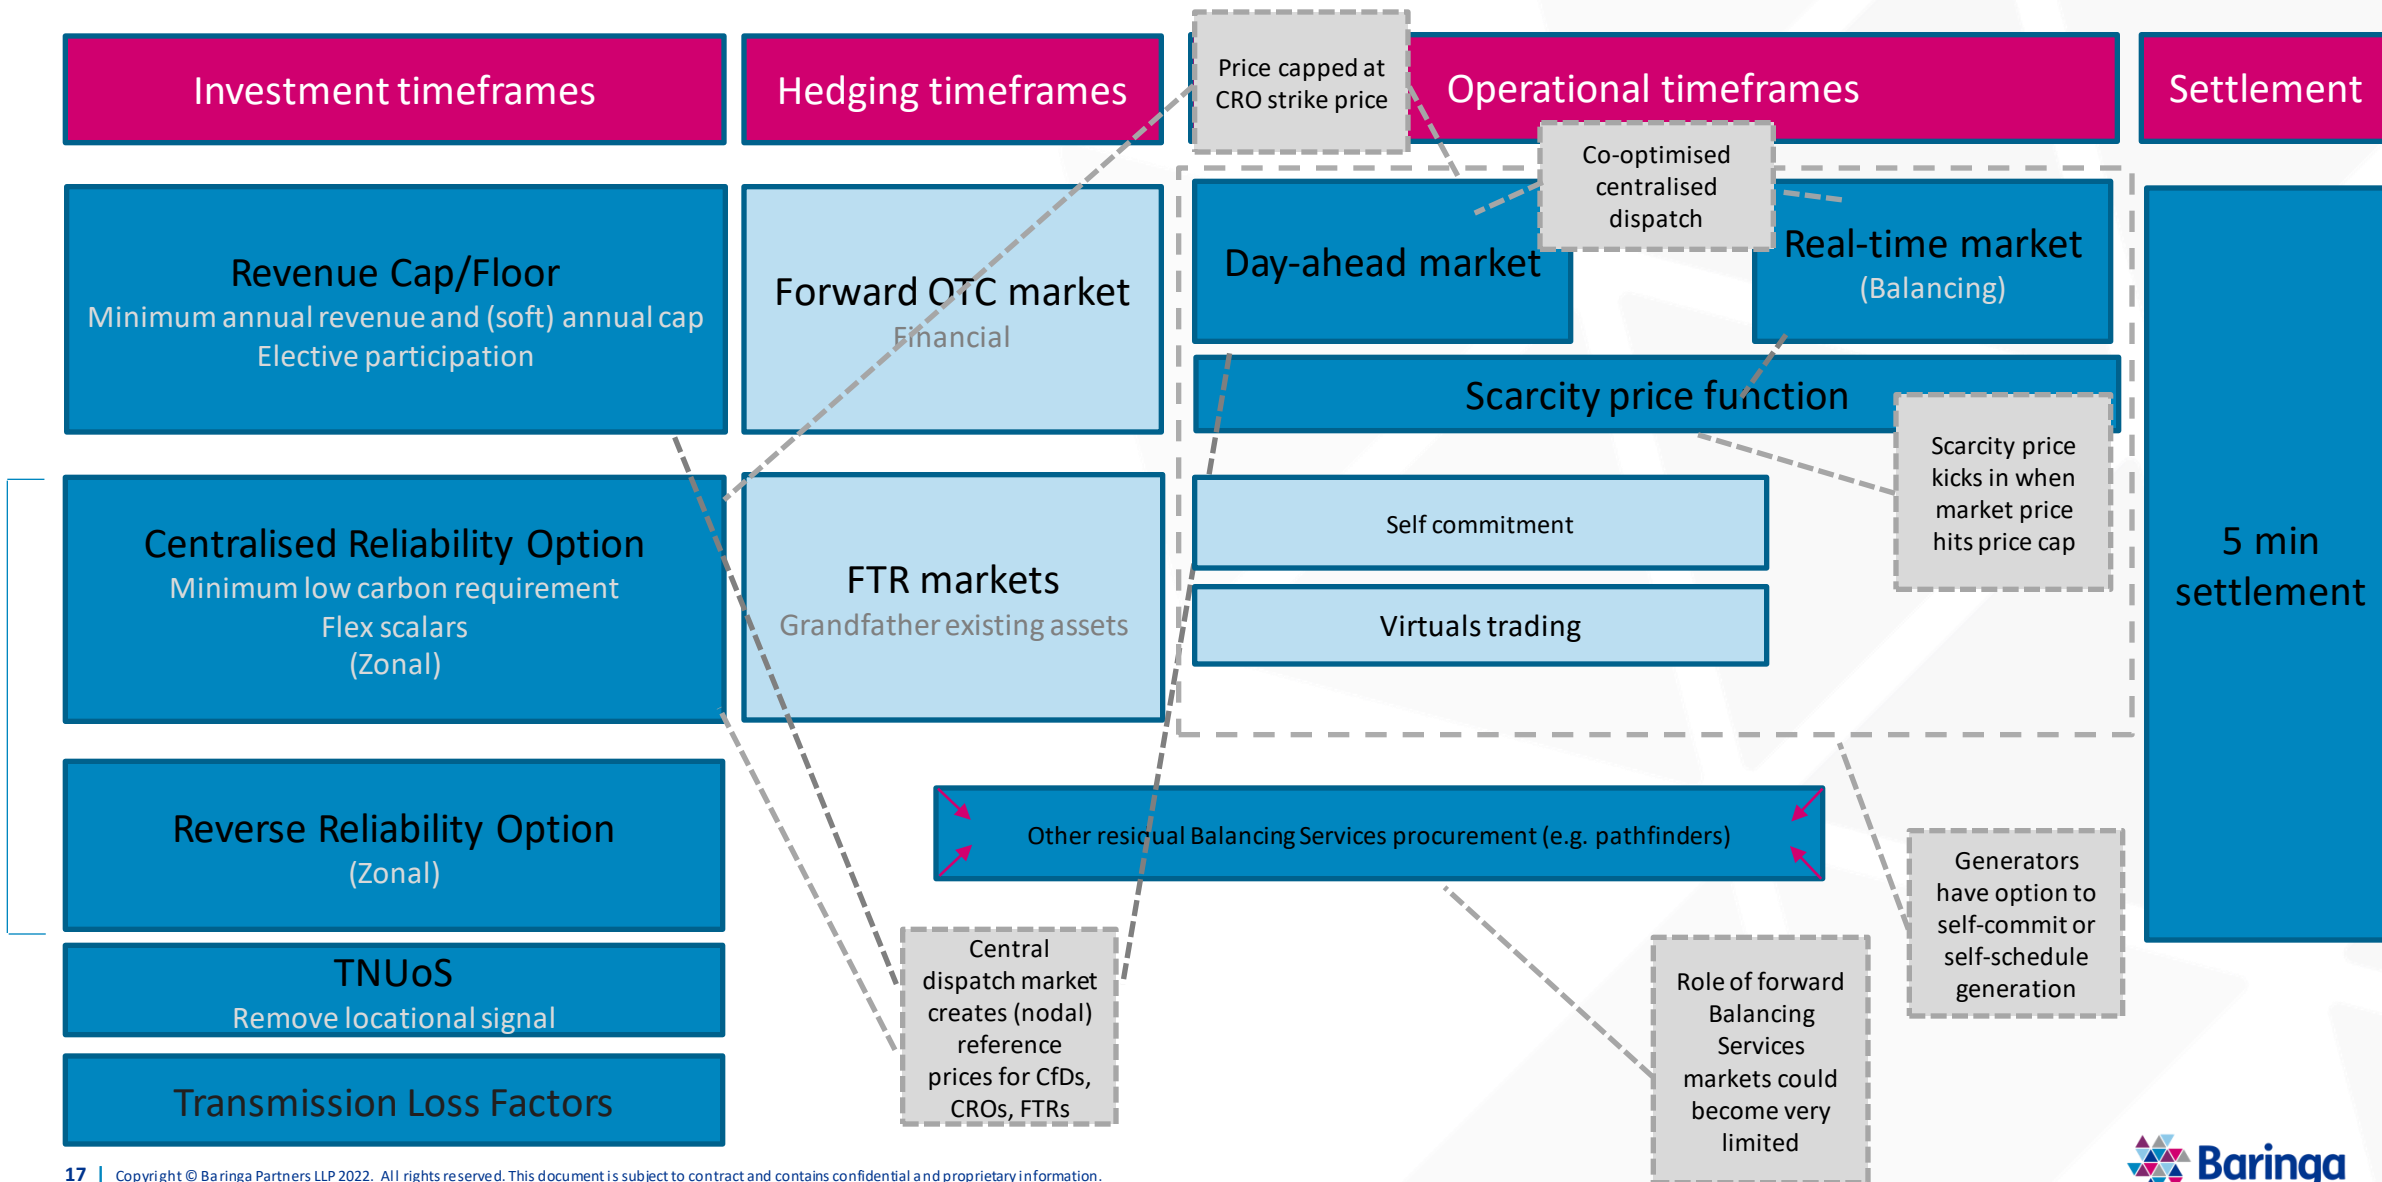 Investment timeframes
Hedging timeframes
Price capped at
CRO strike price
Operational timeframes
Settlement
Co-optimised
centralised
dispatch
Revenue Cap/Floor
Minimum annual revenue and (soft) annual cap
Elective participation
Forward OTC market
Financial
Day-ahead market
Real-time market
(Balancing)
Scarcity price function
Scarcity price
kicks in when
market price
hits price cap
Centralised Reliability Option
Minimum low carbon requirement
Flex scalars
(Zonal)
FTR markets
Grandfather existing assets
Self commitment
Virtuals trading
5 min
settlement
Reverse Reliability Option
(Zonal)
Other residual Balancing Services procurement (e.g. pathfinders)
Generators
have option to
self-commit or
self-schedule
generation
Central
dispatch market
creates (nodal)
reference
prices for CfDs,
CROs, FTRs
Role of forward
Balancing
Services
markets could
become very
limited
TNUoS
Remove locational signal
Transmission Loss Factors
17 | Copyright © Baringa Partners LLP 2022. All rights reserved. This document is subject to contract and contains confidential and proprietary information.
Baringa